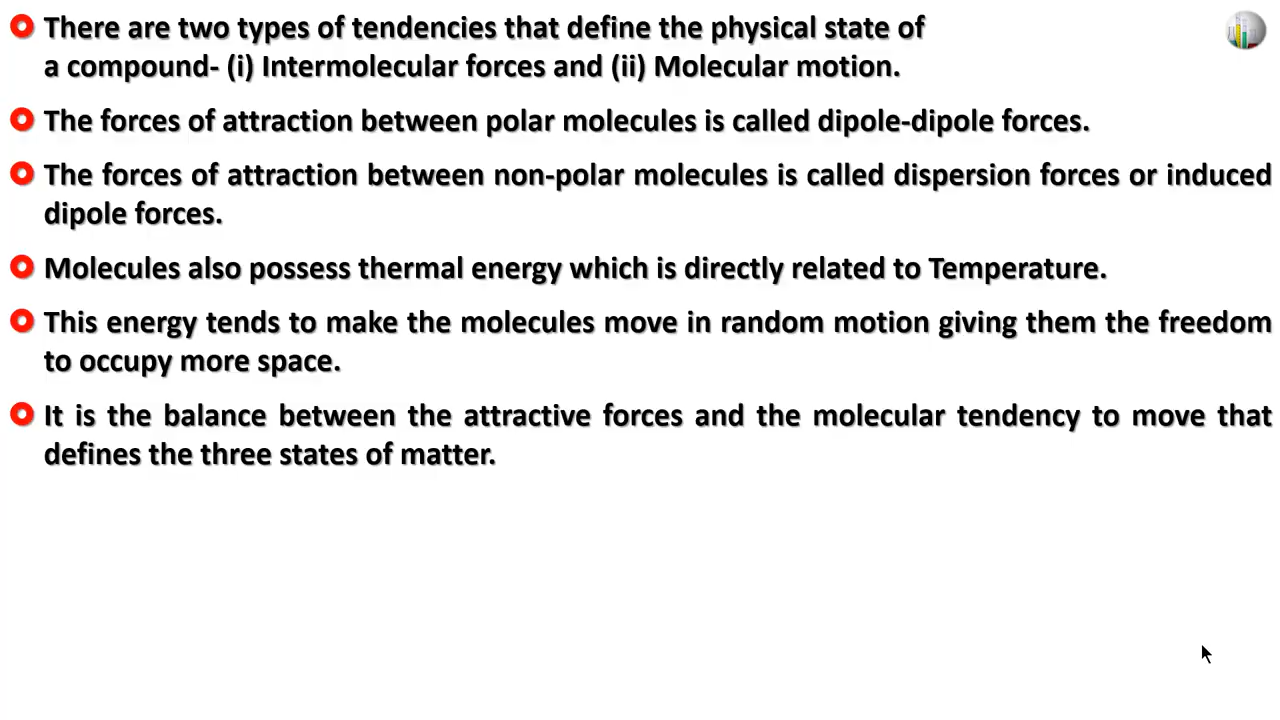 There are two types of tendencies that define the physical state of
a compound- (i) Intermolecular forces and (ii) Molecular motion.
The forces of attraction between polar molecules is called dipole-dipole forces.
The forces of attraction between non-polar molecules is called dispersion forces or induced
dipole forces.
Molecules also possess thermal energy which is directly related to Temperature.
This energy tends to make the molecules move in random motion giving them the freedom
to occupy more space.
It is the balance between the attractive forces and the molecular tendency to move that
defines the three states of matter.